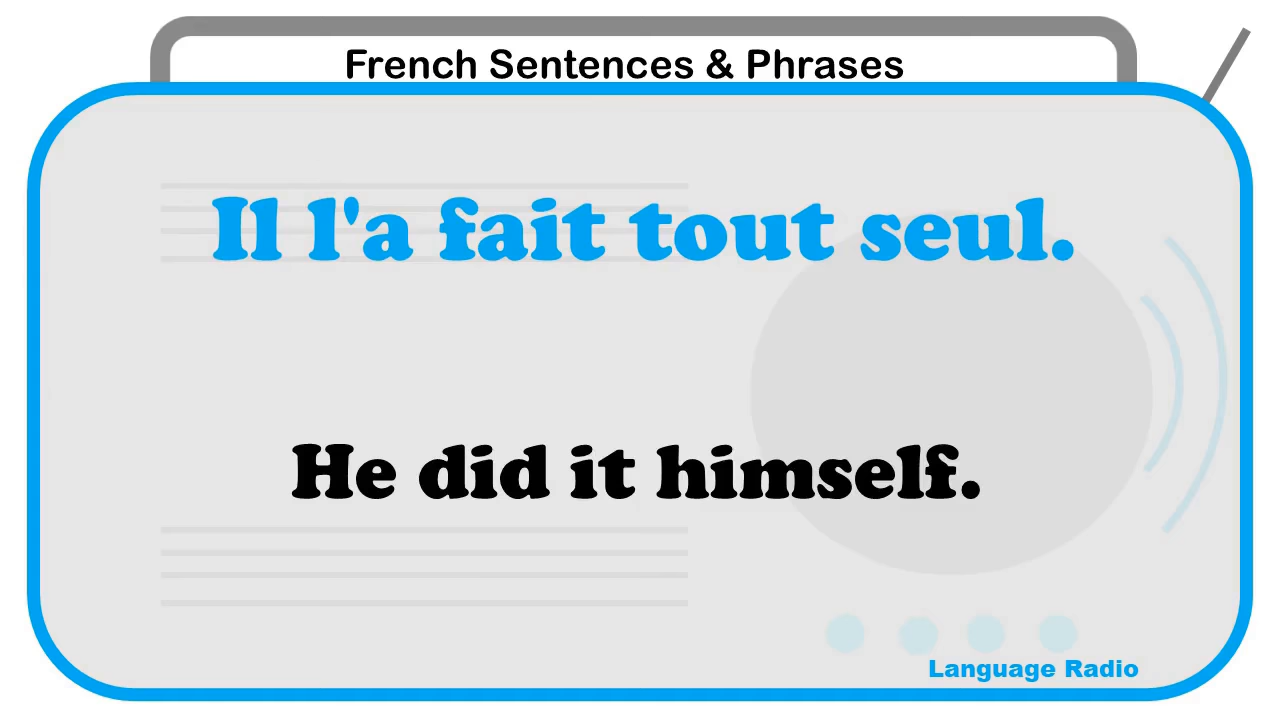 French Sentences & Phrases
Il l'a fait tout seul.
He did it himself.
Language Radio